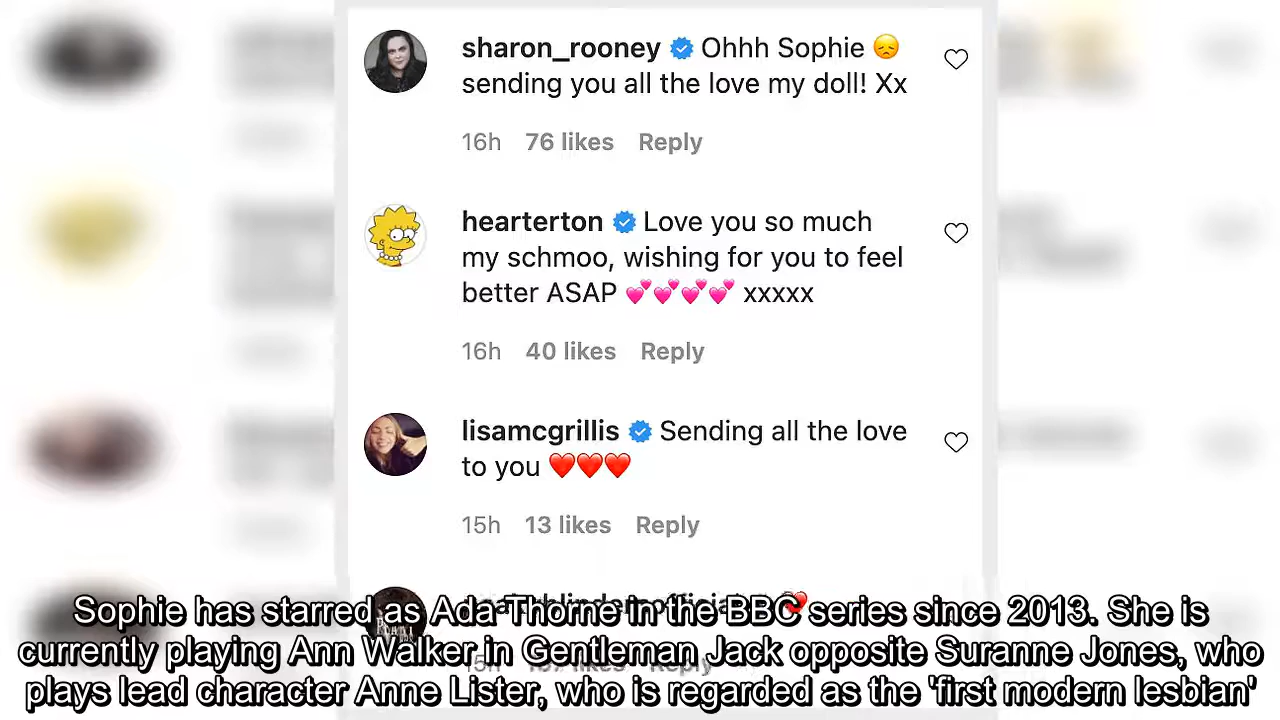 sharon_rooney Ohhh Sophie 😞
sending you all the love my doll! Xx
16h 76 likes Reply
hearterton Love you so much
my schmoo, wishing for you to feel
better ASAP 💕💕💕💕 xxxxx
16h 40 likes Reply
lisamcgrillis Sending all the love
to you ❤️❤️❤️
15h 13 likes Reply
Sophie has starred as Ada Thorne in the BBC series since 2013. She is
15h Reply
currently playing Ann Walker in Gentleman Jack opposite Suranne Jones, who
plays lead character Anne Lister, who is regarded as the 'first modern lesbian'